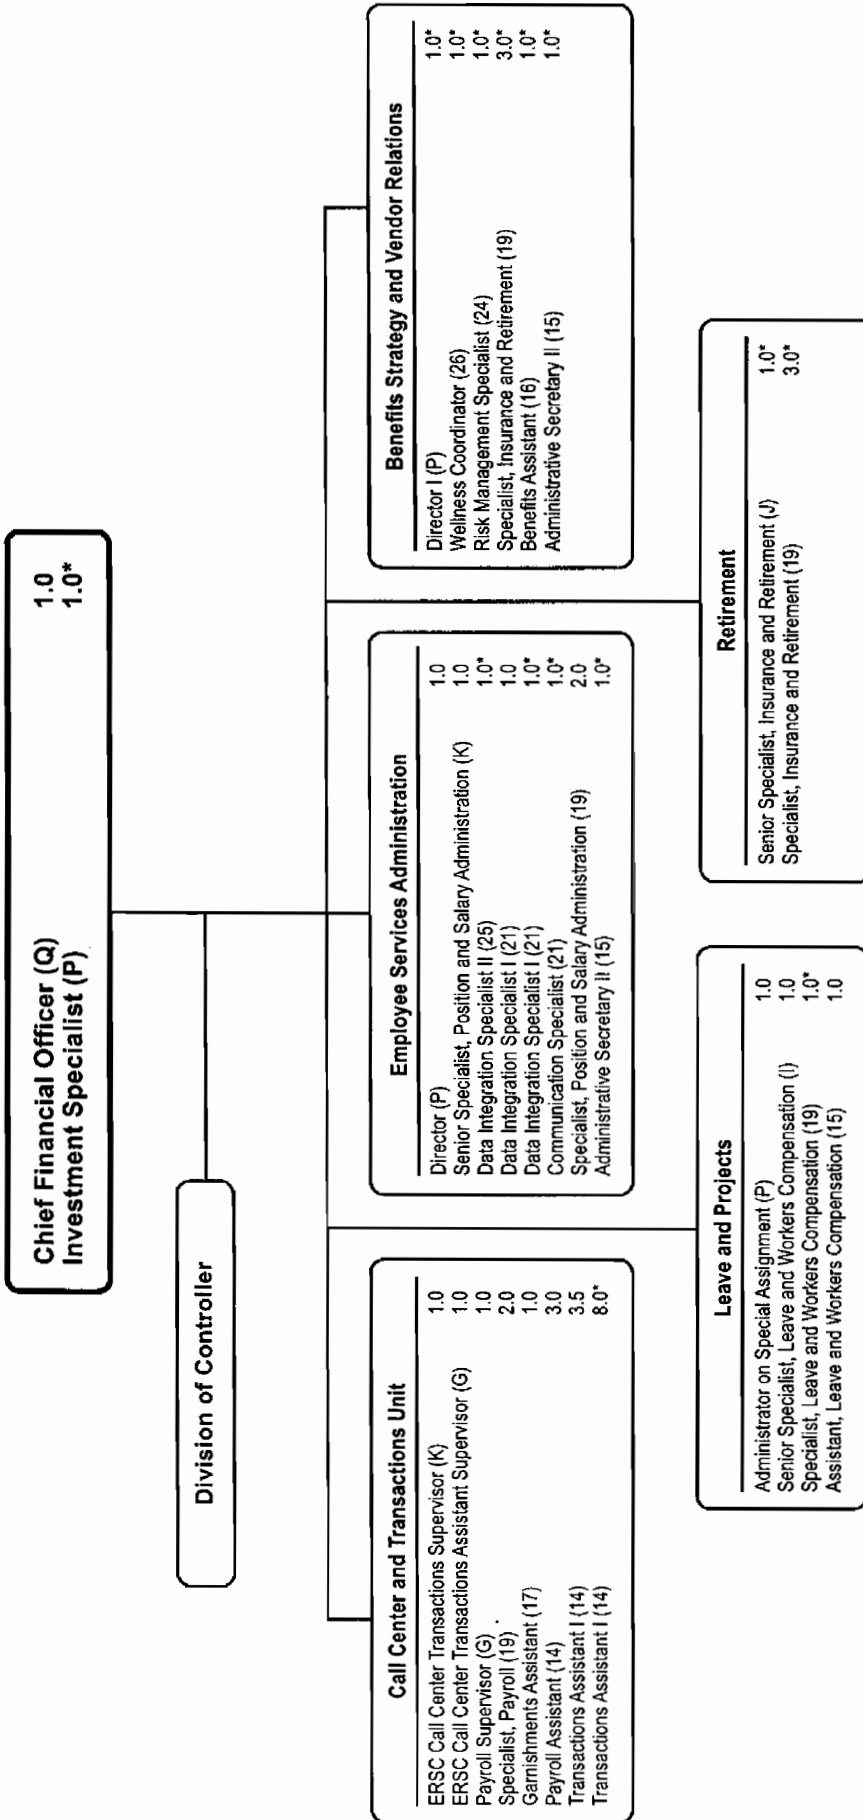 Chief Financial Officer (Q) 1.0
Investment Specialist (P) 1.0*
Division of Controller
Call Center and Transactions Unit
ERSC Call Center Transactions Supervisor (K) 1.0
ERSC Call Center Transactions Assistant Supervisor (G) 1.0
Payroll Supervisor (G) 1.0
Specialist, Payroll (19) 2.0
Garnishments Assistant (17) 1.0
Payroll Assistant (14) 3.0
Transactions Assistant I (14) 3.5
Transactions Assistant I (14) 8.0*
Employee Services Administration
Director (P) 1.0
Senior Specialist, Position and Salary Administration (K) 1.0
Data Integration Specialist II (25) 1.0*
Data Integration Specialist I (21) 1.0
Data Integration Specialist I (21) 1.0*
Communication Specialist (21) 1.0*
Specialist, Position and Salary Administration (19) 2.0
Administrative Secretary II (15) 1.0*
Benefits Strategy and Vendor Relations
Director I (P) 1.0*
Wellness Coordinator (26) 1.0*
Risk Management Specialist (24) 1.0*
Specialist, Insurance and Retirement (19) 3.0*
Benefits Assistant (16) 1.0*
Administrative Secretary II (15) 1.0*
Leave and Projects
Administrator on Special Assignment (P) 1.0
Senior Specialist, Leave and Workers Compensation (I) 1.0
Specialist, Leave and Workers Compensation (19) 1.0*
Assistant, Leave and Workers Compensation (15) 1.0
Retirement
Senior Specialist, Insurance and Retirement (J) 1.0*
Specialist, Insurance and Retirement (19) 3.0*